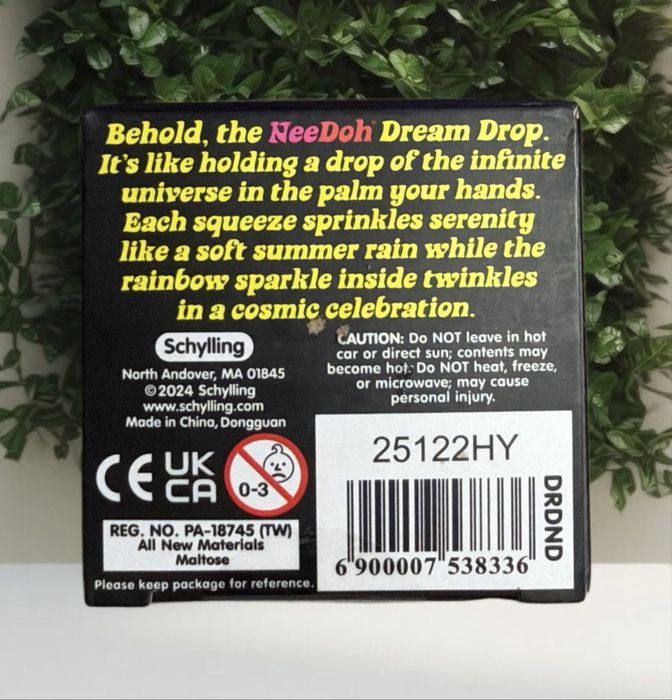 Behold, the NeeDoh Dream Drop.
It's like holding a drop of the infinite
universe in the palm your hands.
Each squeeze sprinkles serenity
like a soft summer rain while the
rainbow sparkle inside twinkles
in a cosmic celebration.
Schylling
North Andover, MA 01845
©2024 Schylling
www.schylling.com
Made in China, Dongguan
CAUTION: Do NOT leave in hot
car or direct sun; contents may
become hot. Do NOT heat, freeze,
or microwave; may cause
personal injury.
CE UK
CA
0-3
REG. NO. PA-18745 (TW)
All New Materials
Maltose
Please keep package for reference.
25122HY
6 900007 538336
DRDND